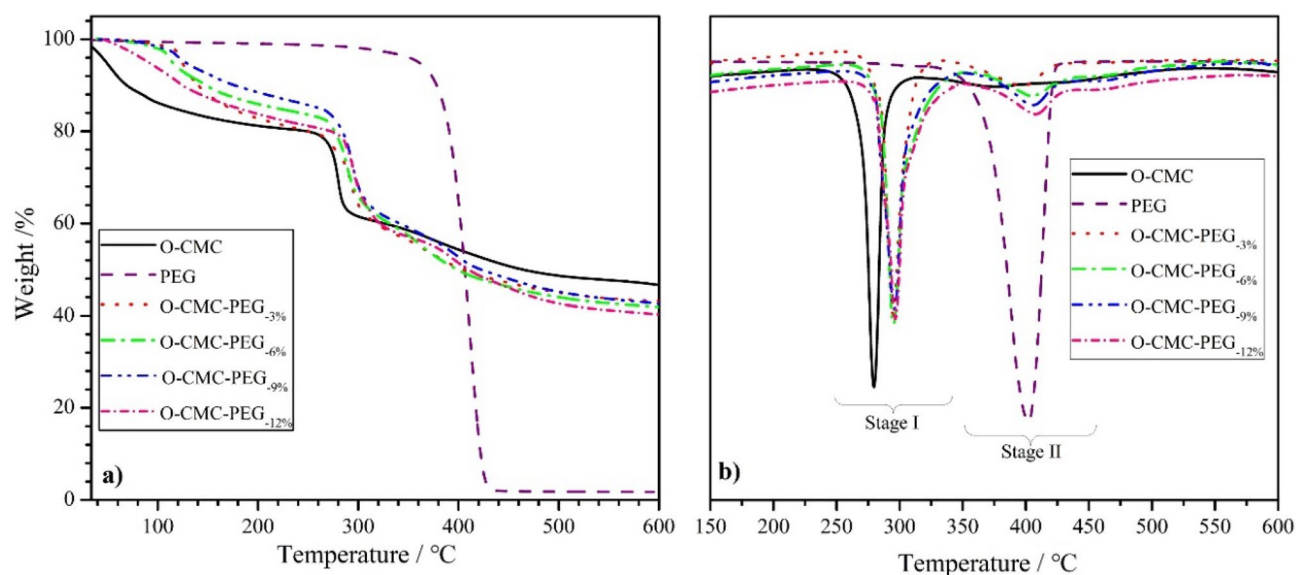 100
80
60
40
20
0
Weight /%
O-CMC
PEG
O-CMC-PEG-3%
O-CMC-PEG-6%
O-CMC-PEG-9%
O-CMC-PEG-12%
a)
100 200 300 400 500 600
Temperature / °C
O-CMC
PEG
O-CMC-PEG-3%
O-CMC-PEG-6%
O-CMC-PEG-9%
O-CMC-PEG-12%
Stage I
Stage II
b)
150 200 250 300 350 400 450 500 550 600
Temperature / °C